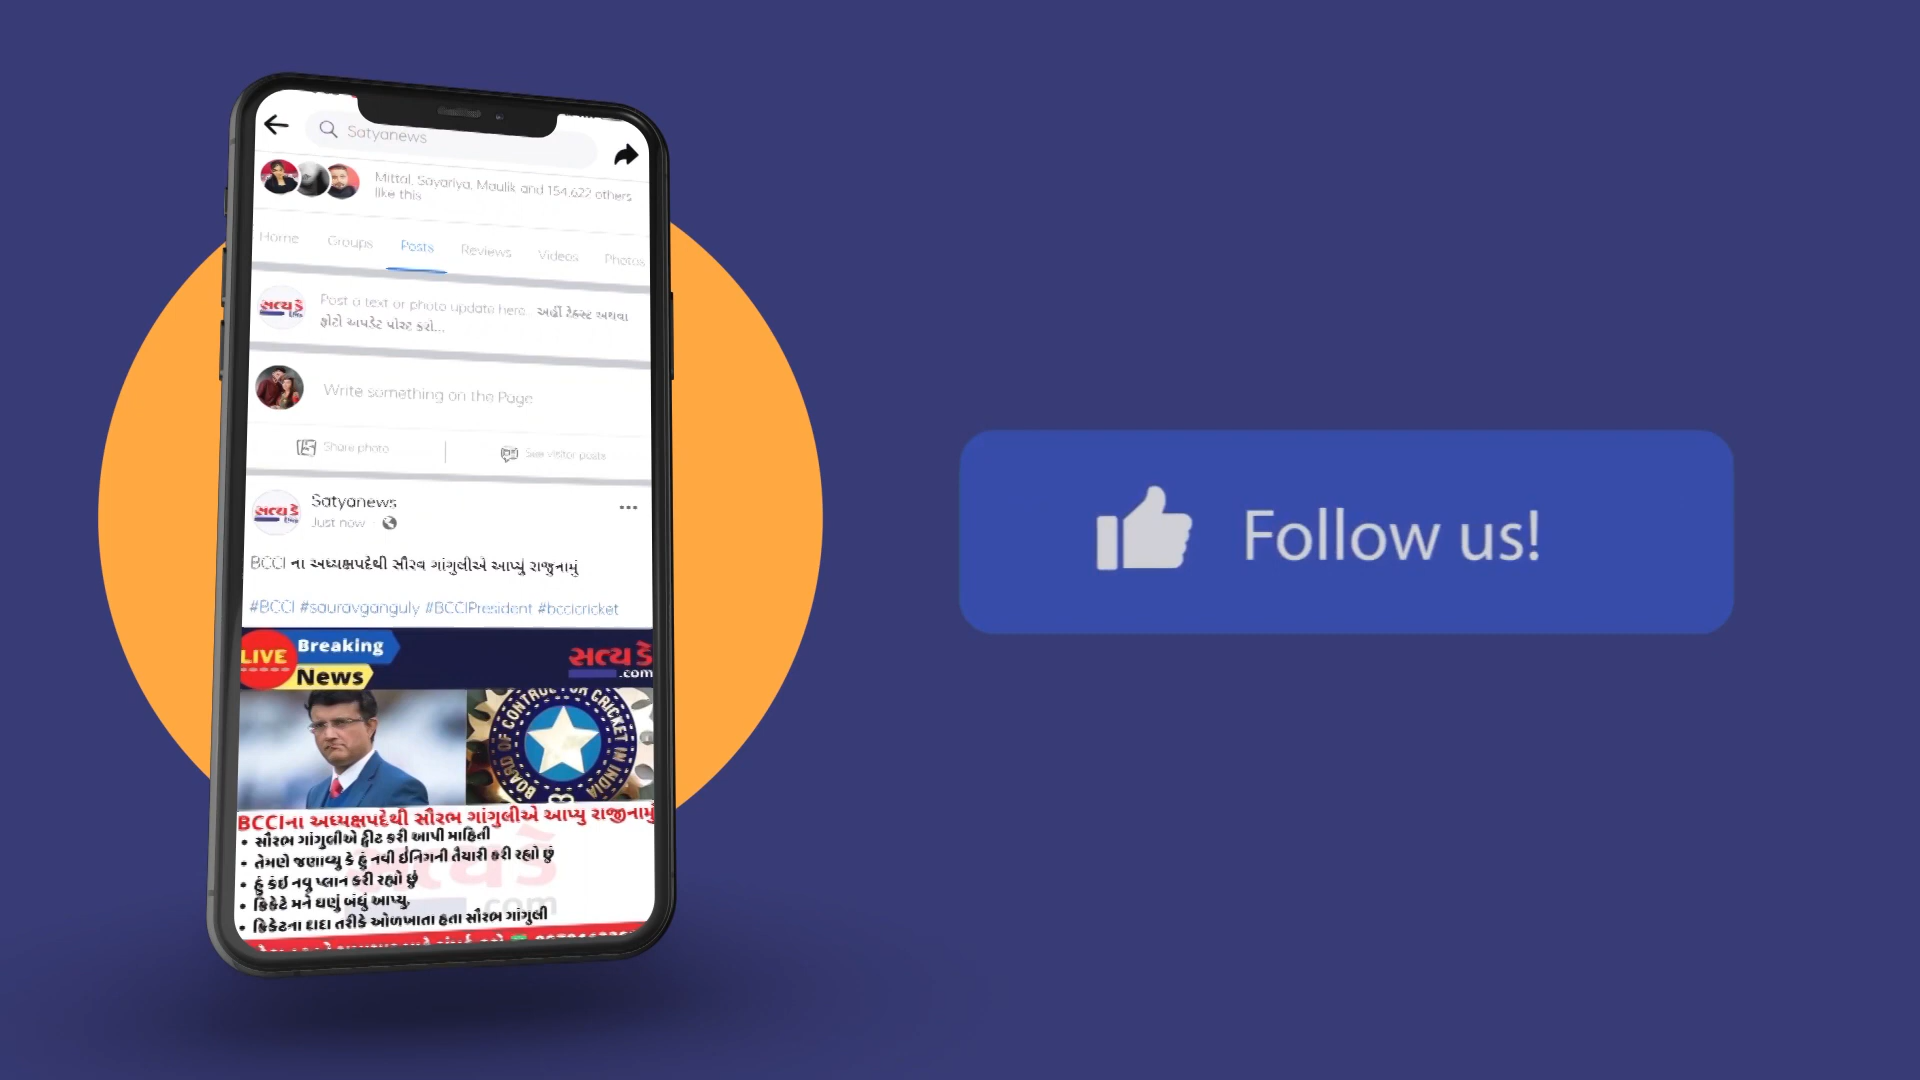 Satyanews
Mittal, Sayariya, Maulik and 154,622 others
like this
Home Groups Posts Reviews Videos Photos
સત્ય ડે
Post a text or photo update here... અહીં ટેક્સ્ટ અથવા
ફોટો અપડેટ પોસ્ટ કરો...
Write something on the Page
Share photo See visitor posts
સત્ય ડે
Satyanews
Just now
BCCI ના અધ્યક્ષપદેથી સૌરવ ગાંગુલીએ આપ્યું રાજીનામું
#BCCI #sauravganguly #BCCIPresident #bccicricket
LIVE
Breaking
News
સત્ય ડે
.com
BOARD OF CONTROL FOR CRICKET IN INDIA
BCCIના અધ્યક્ષપદેથી સૌરભ ગાંગુલીએ આપ્યુ રાજીનામું
• સૌરભ ગાંગુલીએ ટ્વીટ કરી આપી માહિતી
• તેમણે જણાવ્યુ કે હું નવી ઇનિંગની તૈયારી કરી રહ્યો છું
• હું કંઇ નવુ પ્લાન કરી રહ્યો છું
• ક્રિકેટે મને ઘણું બધું આપ્યુ,
• ક્રિકેટના દાદા તરીકે ઓળખાતા હતા સૌરભ ગાંગુલી
Follow us!